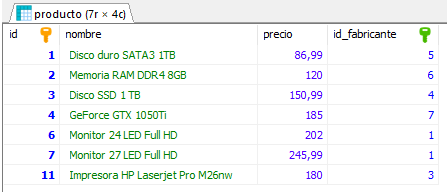 producto (7r × 4c)
id nombre precio id_fabricante
1 Disco duro SATA3 1TB 86,99 5
2 Memoria RAM DDR4 8GB 120 6
3 Disco SSD 1 TB 150,99 4
4 GeForce GTX 1050Ti 185 7
6 Monitor 24 LED Full HD 202 1
7 Monitor 27 LED Full HD 245,99 1
11 Impresora HP Laserjet Pro M26nw 180 3